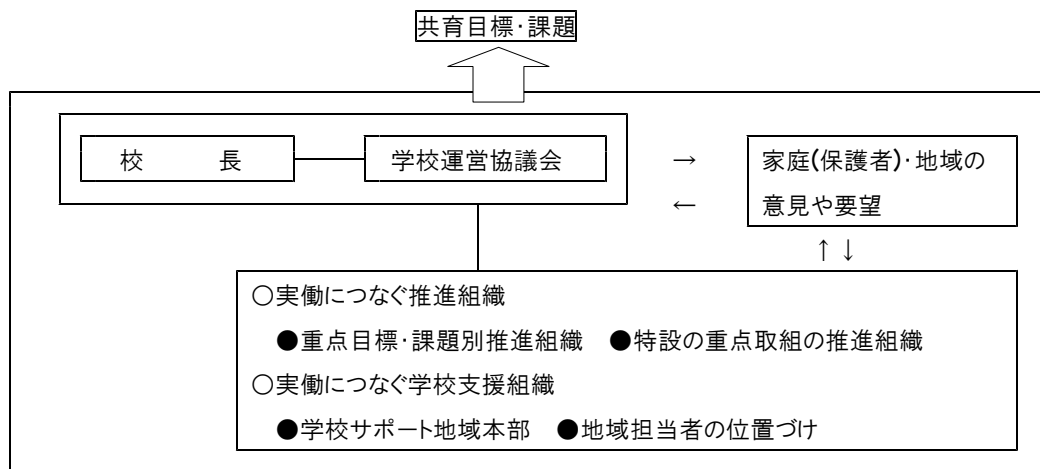 共育目標・課題
校　　　長
学校運営協議会
→
←
家庭(保護者)・地域の
意見や要望
↑↓
○実働につなぐ推進組織
●重点目標・課題別推進組織　●特設の重点取組の推進組織
○実働につなぐ学校支援組織
●学校サポート地域本部　●地域担当者の位置づけ